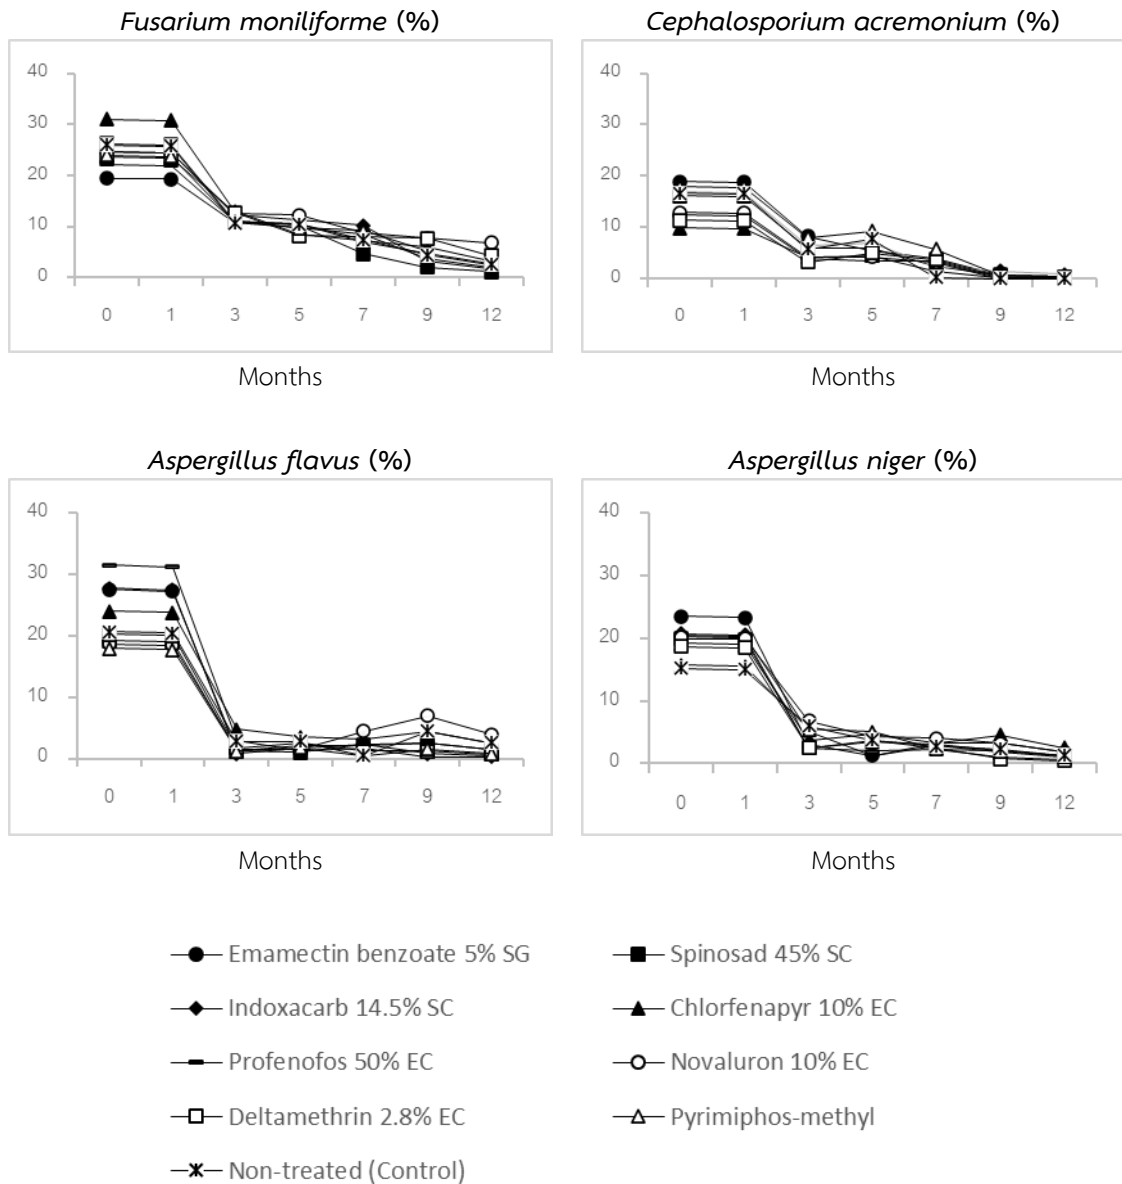 Fusarium moniliforme (%)
Cephalosporium acremonium (%)
40
30
20
10
0
0 1 3 5 7 9 12
Months
40
30
20
10
0
0 1 3 5 7 9 12
Months
Aspergillus flavus (%)
Aspergillus niger (%)
40
30
20
10
0
0 1 3 5 7 9 12
Months
40
30
20
10
0
0 1 3 5 7 9 12
Months
Emamectin benzoate 5% SG
Spinosad 45% SC
Indoxacarb 14.5% SC
Chlorfenapyr 10% EC
Profenofos 50% EC
Novaluron 10% EC
Deltamethrin 2.8% EC
Pyrimiphos-methyl
Non-treated (Control)